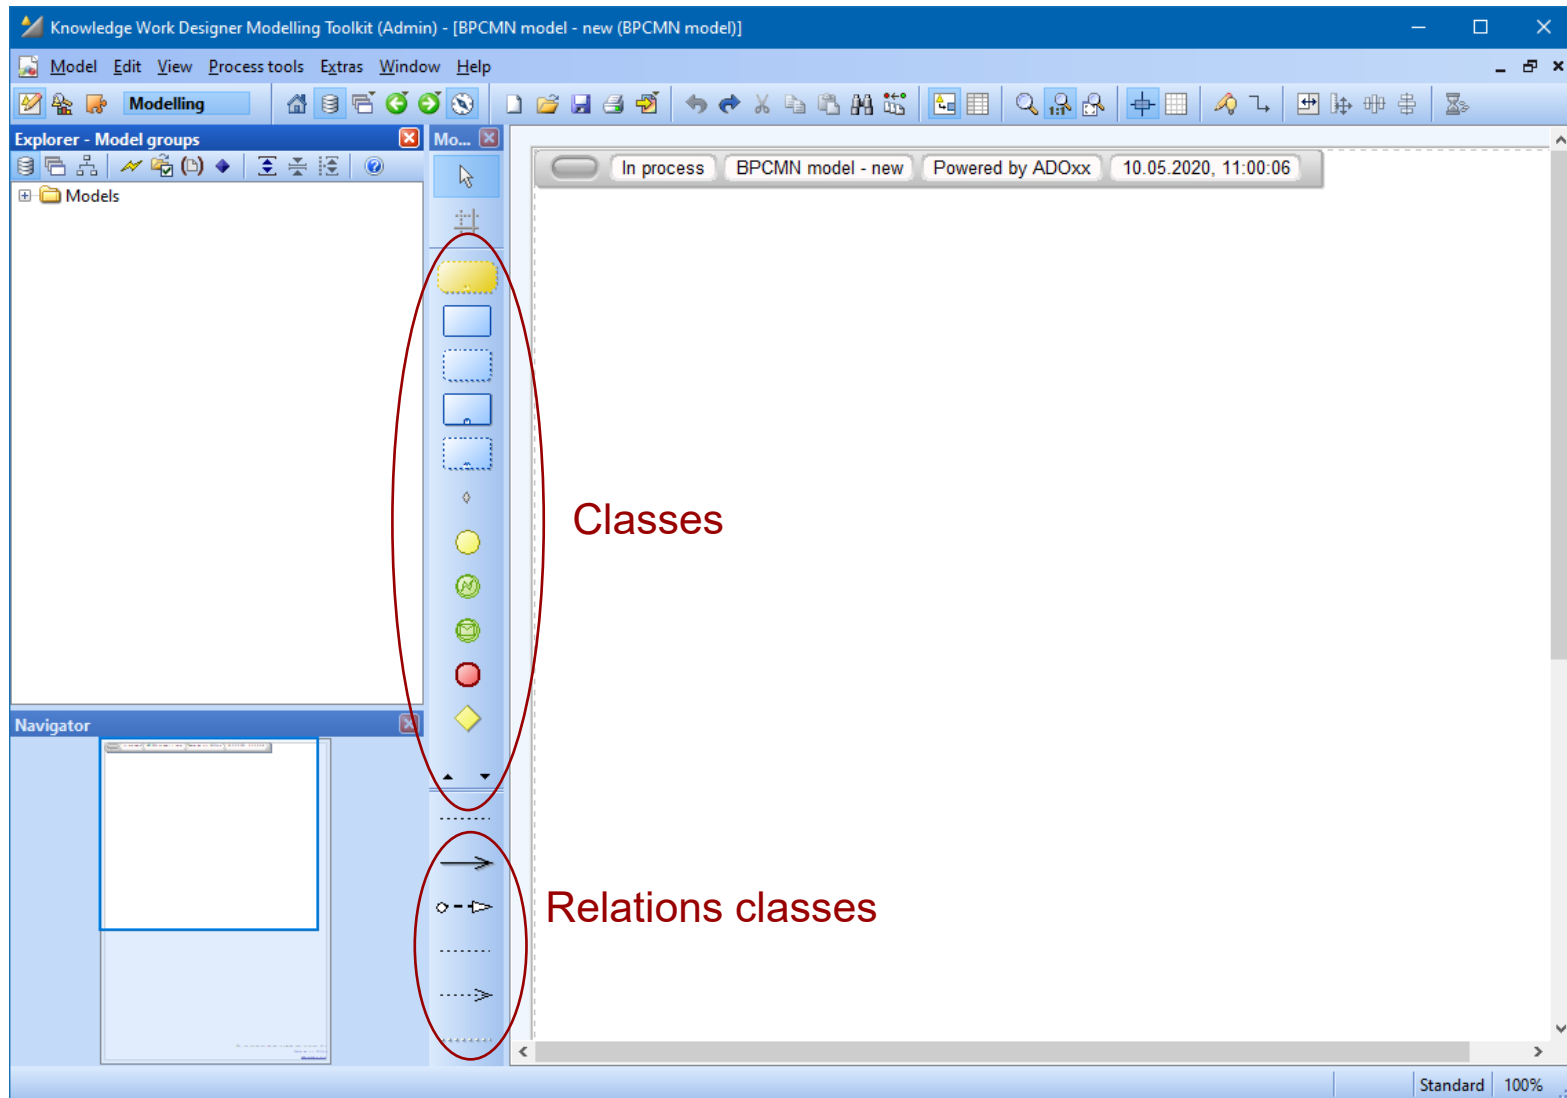 Knowledge Work Designer Modelling Toolkit (Admin) - [BPCMN model - new (BPCMN model)]
Model Edit View Process tools Extras Window Help
Modelling
Explorer - Model groups
Mo...
Models
In process BPCMN model - new Powered by ADOxx 10.05.2020, 11:00:06
Classes
Navigator
Relations classes
Standard 100%